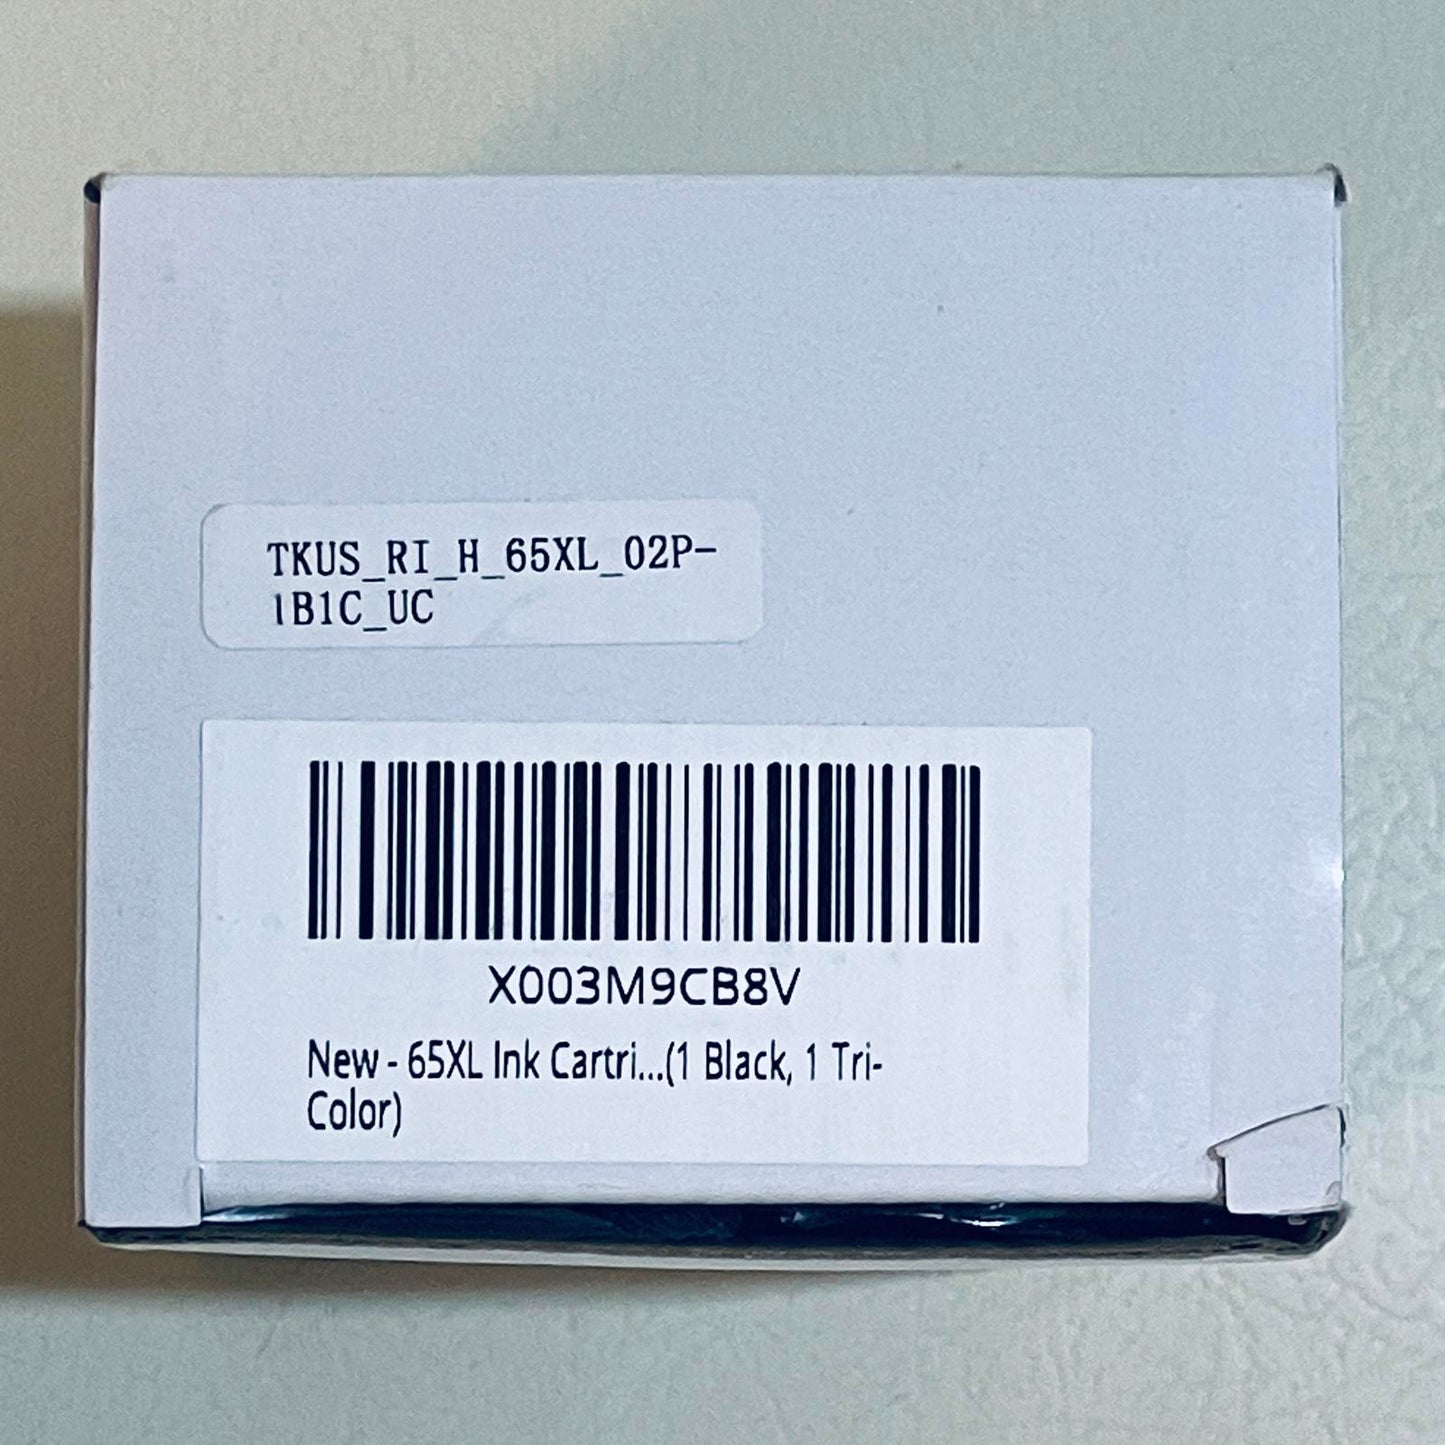 TKUS_RI_H_65XL_02P-
1B1C_UC
X003M9CB8V
New - 65XL Ink Cartri...(1 Black, 1 Tri-
Color)